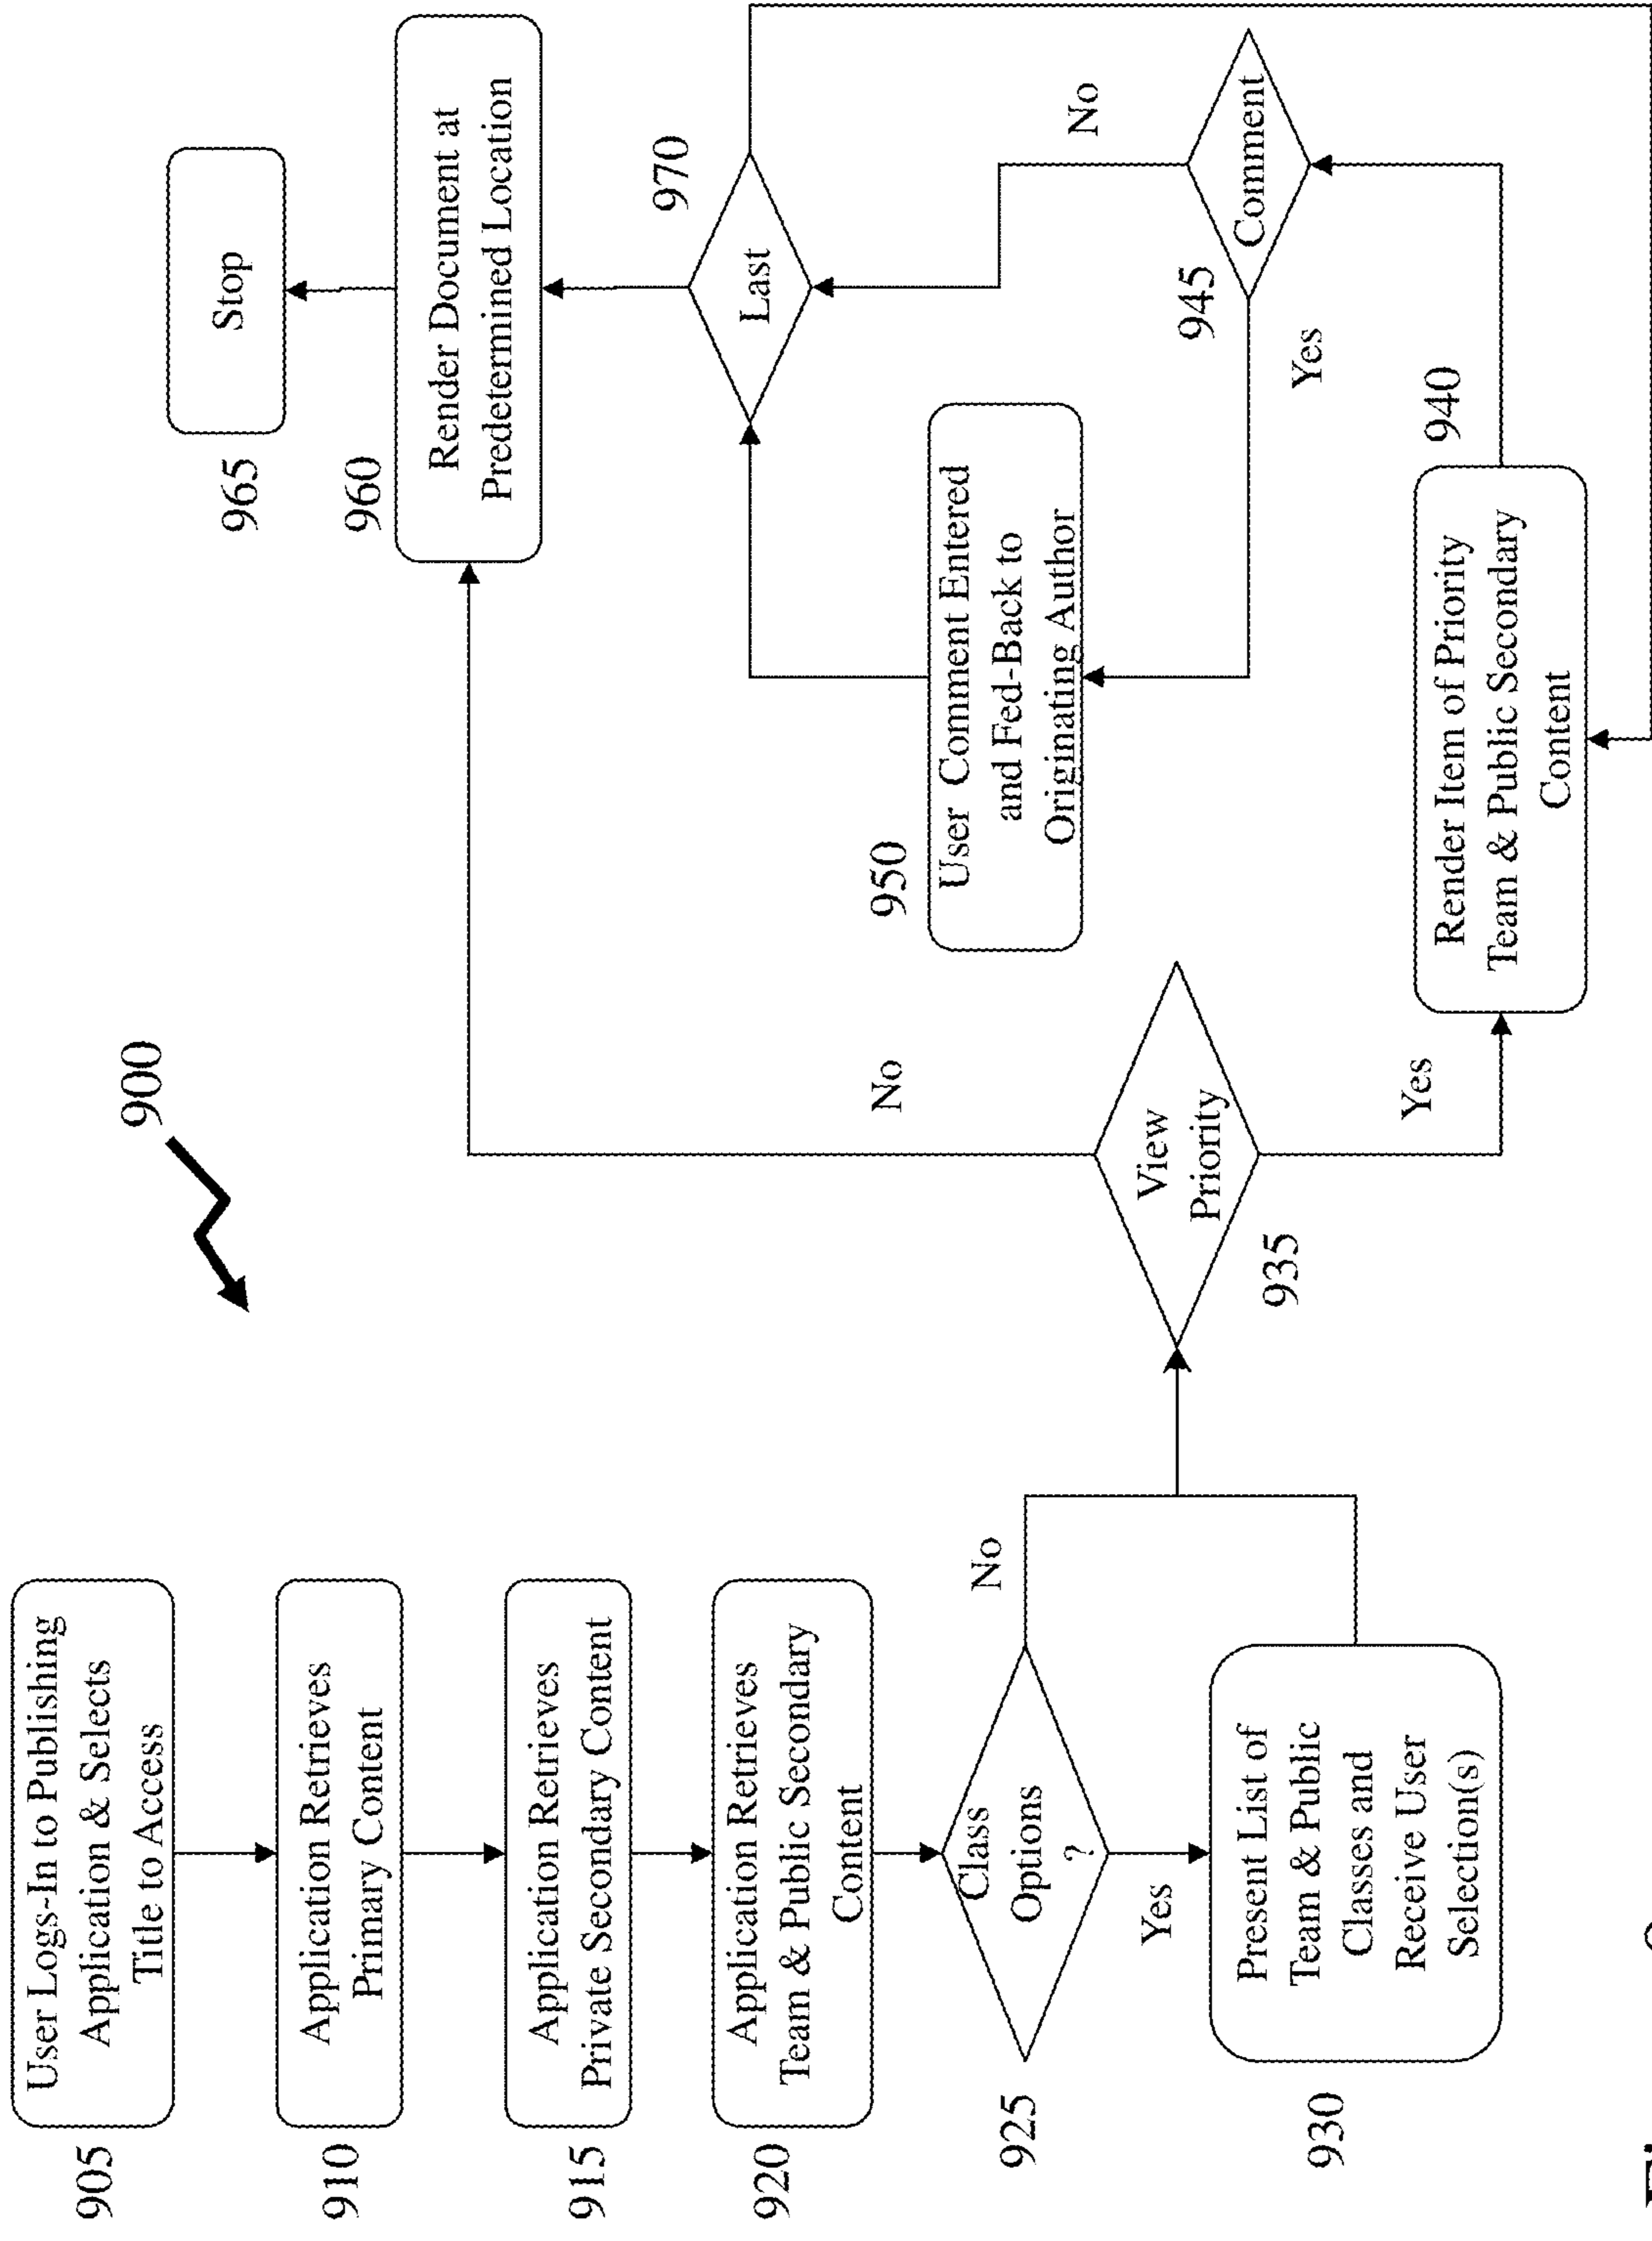 900
905
User Logs-In to Publishing
Application & Selects
Title to Access
910
Application Retrieves
Primary Content
915
Application Retrieves
Private Secondary Content
920
Application Retrieves
Team & Public Secondary
Content
925
Class
Options
?
No
Yes
930
Present List of
Team & Public
Classes and
Receive User
Selection(s)
View
Priority
935
No
Yes
940
Render Item of Priority
Team & Public Secondary
Content
Comment
945
No
Yes
950
User Comment Entered
and Fed-Back to
Originating Author
Last
970
960
Render Document at
Predetermined Location
965
Stop